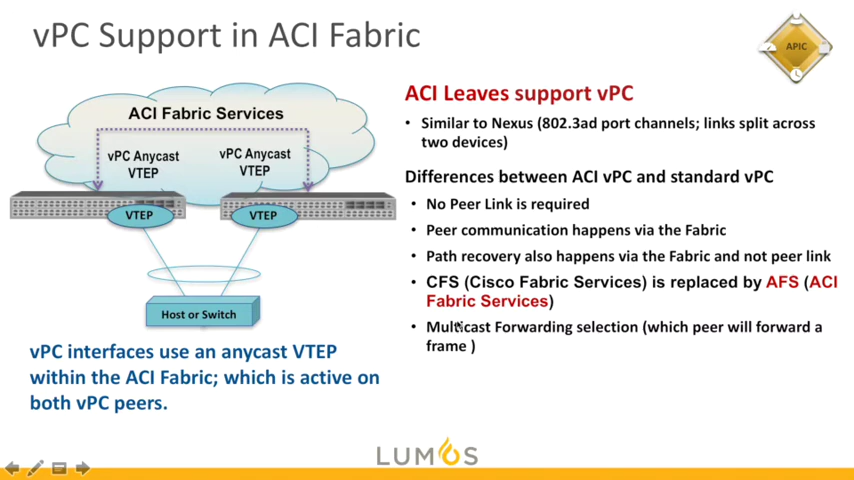 vPC Support in ACI Fabric
APIC
ACI Fabric Services
vPC Anycast
VTEP
vPC Anycast
VTEP
VTEP
VTEP
Host or Switch
vPC interfaces use an anycast VTEP
within the ACI Fabric; which is active on
both vPC peers.
ACI Leaves support vPC
• Similar to Nexus (802.3ad port channels; links split across
two devices)
Differences between ACI vPC and standard vPC
• No Peer Link is required
• Peer communication happens via the Fabric
• Path recovery also happens via the Fabric and not peer link
• CFS (Cisco Fabric Services) is replaced by AFS (ACI
Fabric Services)
• Multicast Forwarding selection (which peer will forward a
frame )
LUMOS